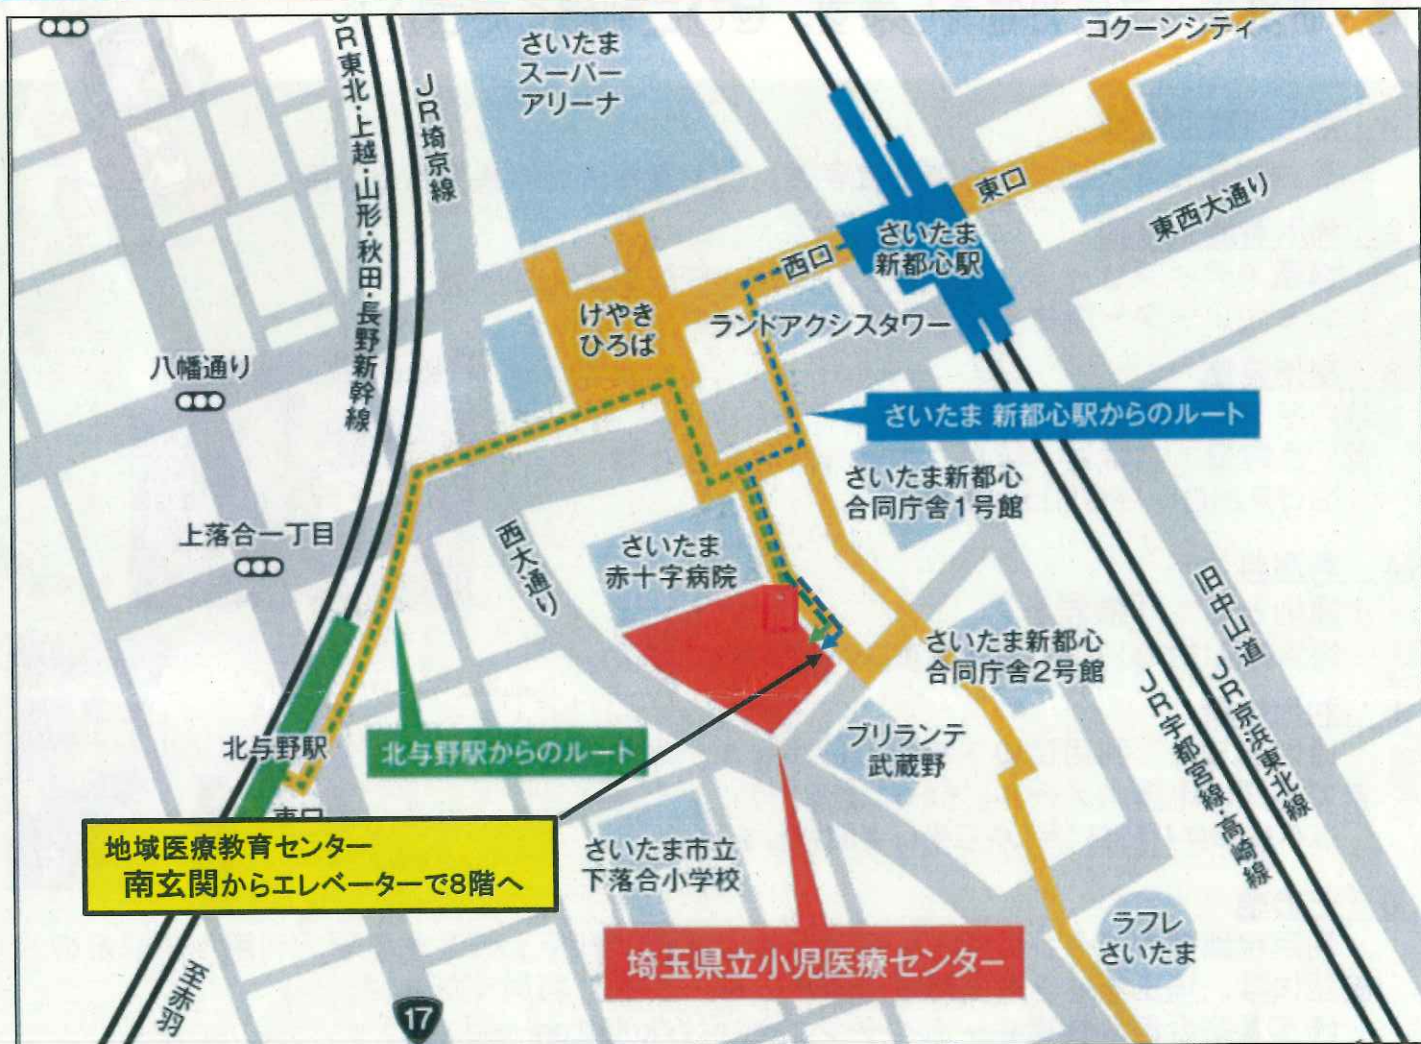 コクーンシティ
さいたま
スーパー
アリーナ
JR東北・上越・山形・秋田・長野新幹線
JR埼京線
東口
東西大通り
さいたま
新都心駅
西口
けやき
ひろば
ランドアクシスタワー
八幡通り
さいたま 新都心駅からのルート
さいたま新都心
合同庁舎1号館
上落合一丁目
西大通り
さいたま
赤十字病院
旧中山道
さいたま新都心
合同庁舎2号館
JR京浜東北線
JR宇都宮線・高崎線
北与野駅
北与野駅からのルート
ブリランテ
武蔵野
東口
地域医療教育センター
南玄関からエレベーターで8階へ
さいたま市立
下落合小学校
ラフレ
さいたま
埼玉県立小児医療センター
至赤羽
17